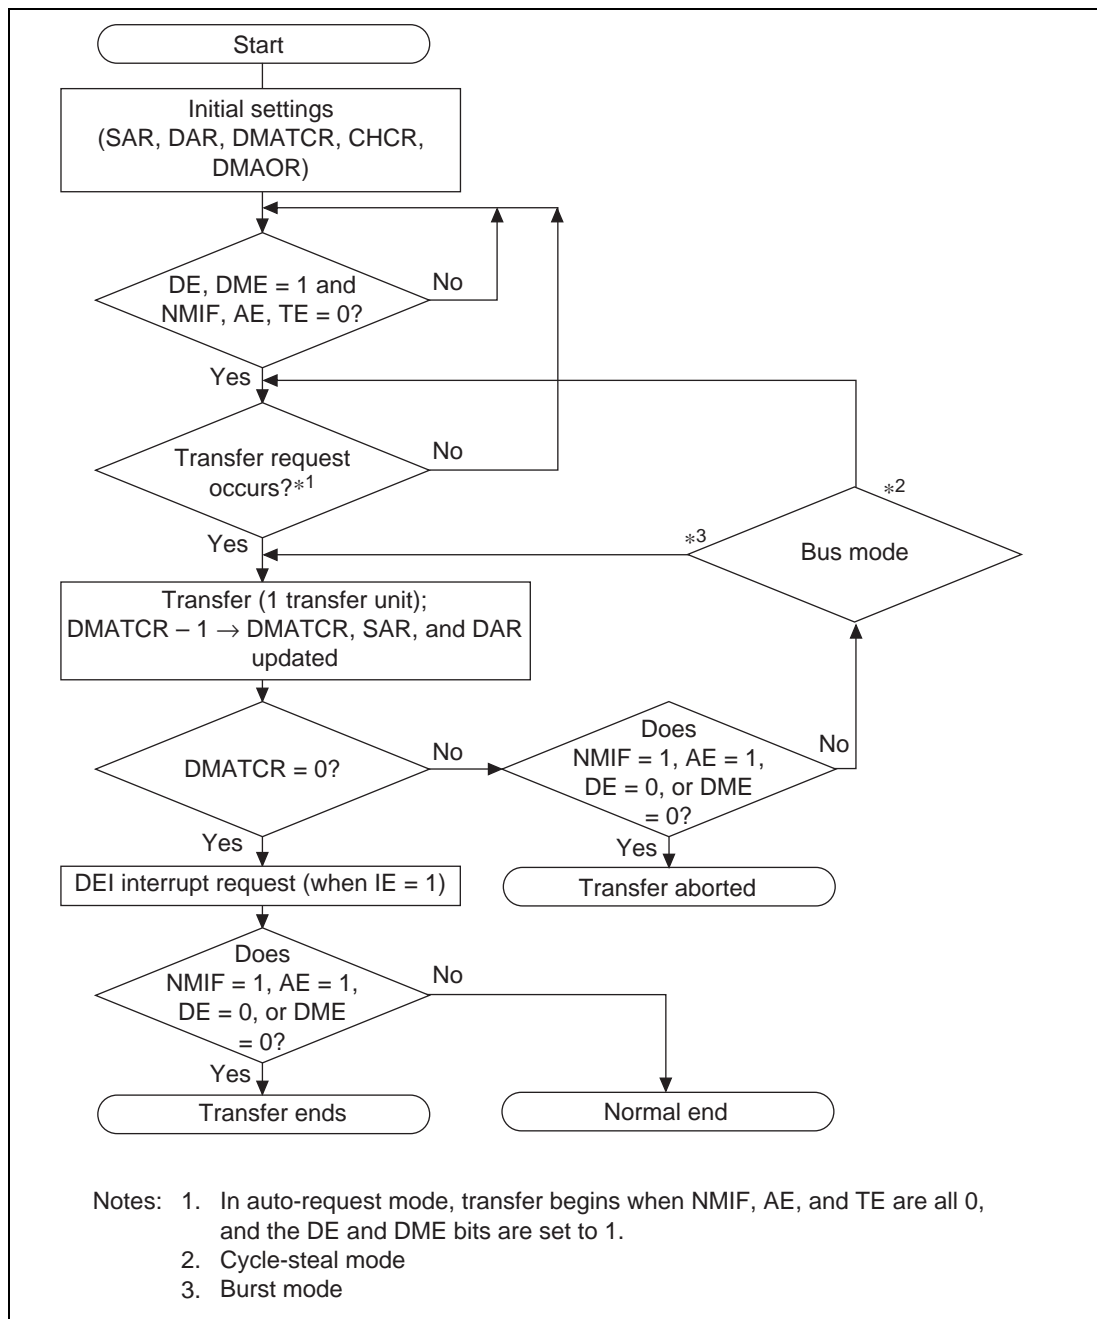 Start
Initial settings
(SAR, DAR, DMATCR, CHCR,
DMAOR)
DE, DME = 1 and
NMIF, AE, TE = 0?
No
Yes
Transfer request
occurs?*1
No
Yes
*2
*3
Bus mode
Transfer (1 transfer unit);
DMATCR – 1 → DMATCR, SAR, and DAR
updated
DMATCR = 0?
No
Does
NMIF = 1, AE = 1,
DE = 0, or DME
= 0?
No
Yes
Yes
DEI interrupt request (when IE = 1)
Transfer aborted
Does
NMIF = 1, AE = 1,
DE = 0, or DME
= 0?
No
Yes
Transfer ends
Normal end
Notes: 1. In auto-request mode, transfer begins when NMIF, AE, and TE are all 0,
and the DE and DME bits are set to 1.
2. Cycle-steal mode
3. Burst mode